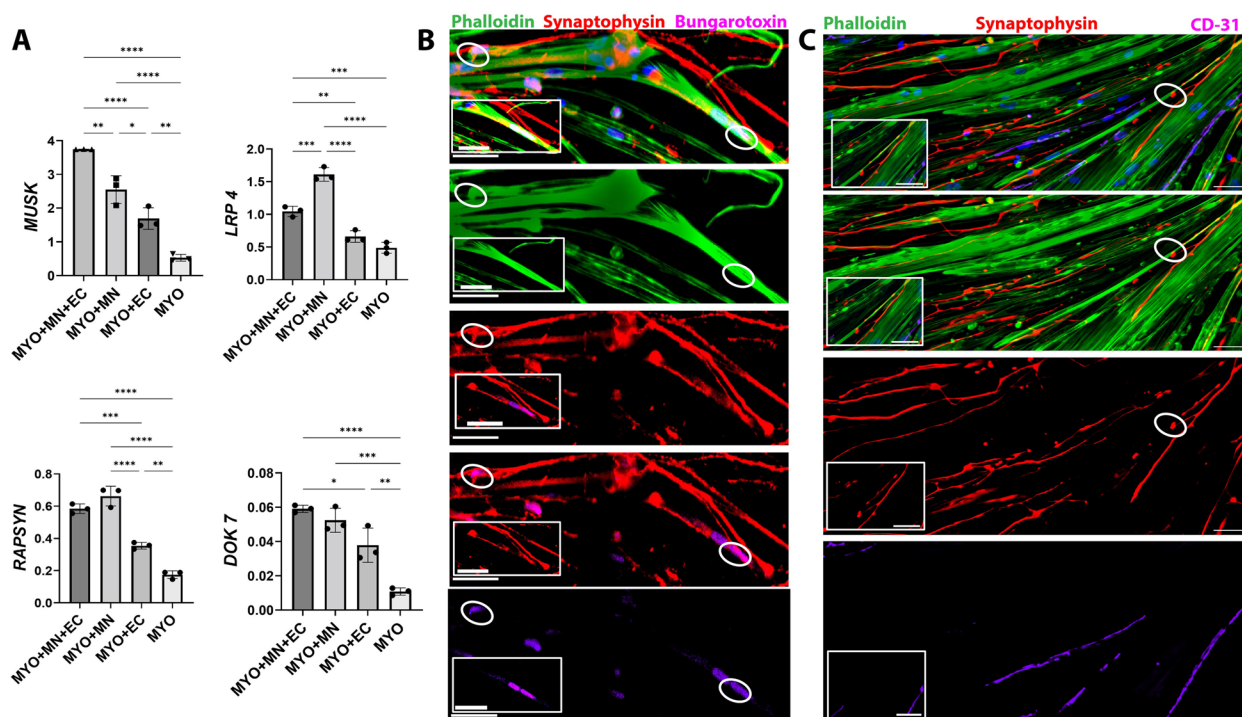 A
****
****
****
** * **
4
3
2
1
0
MUSK
MYO+MN+EC
MYO+MN
MYO+EC
MYO
***
**
****
*** ****
2.0
1.5
1.0
0.5
0.0
LRP 4
MYO+MN+EC
MYO+MN
MYO+EC
MYO
****
***
****
**** **
0.8
0.6
0.4
0.2
0.0
RAPSYN
MYO+MN+EC
MYO+MN
MYO+EC
MYO
****
***
* **
0.08
0.06
0.04
0.02
0.00
DOK 7
MYO+MN+EC
MYO+MN
MYO+EC
MYO
B
Phalloidin Synaptophysin Bungarotoxin
C
Phalloidin Synaptophysin CD-31